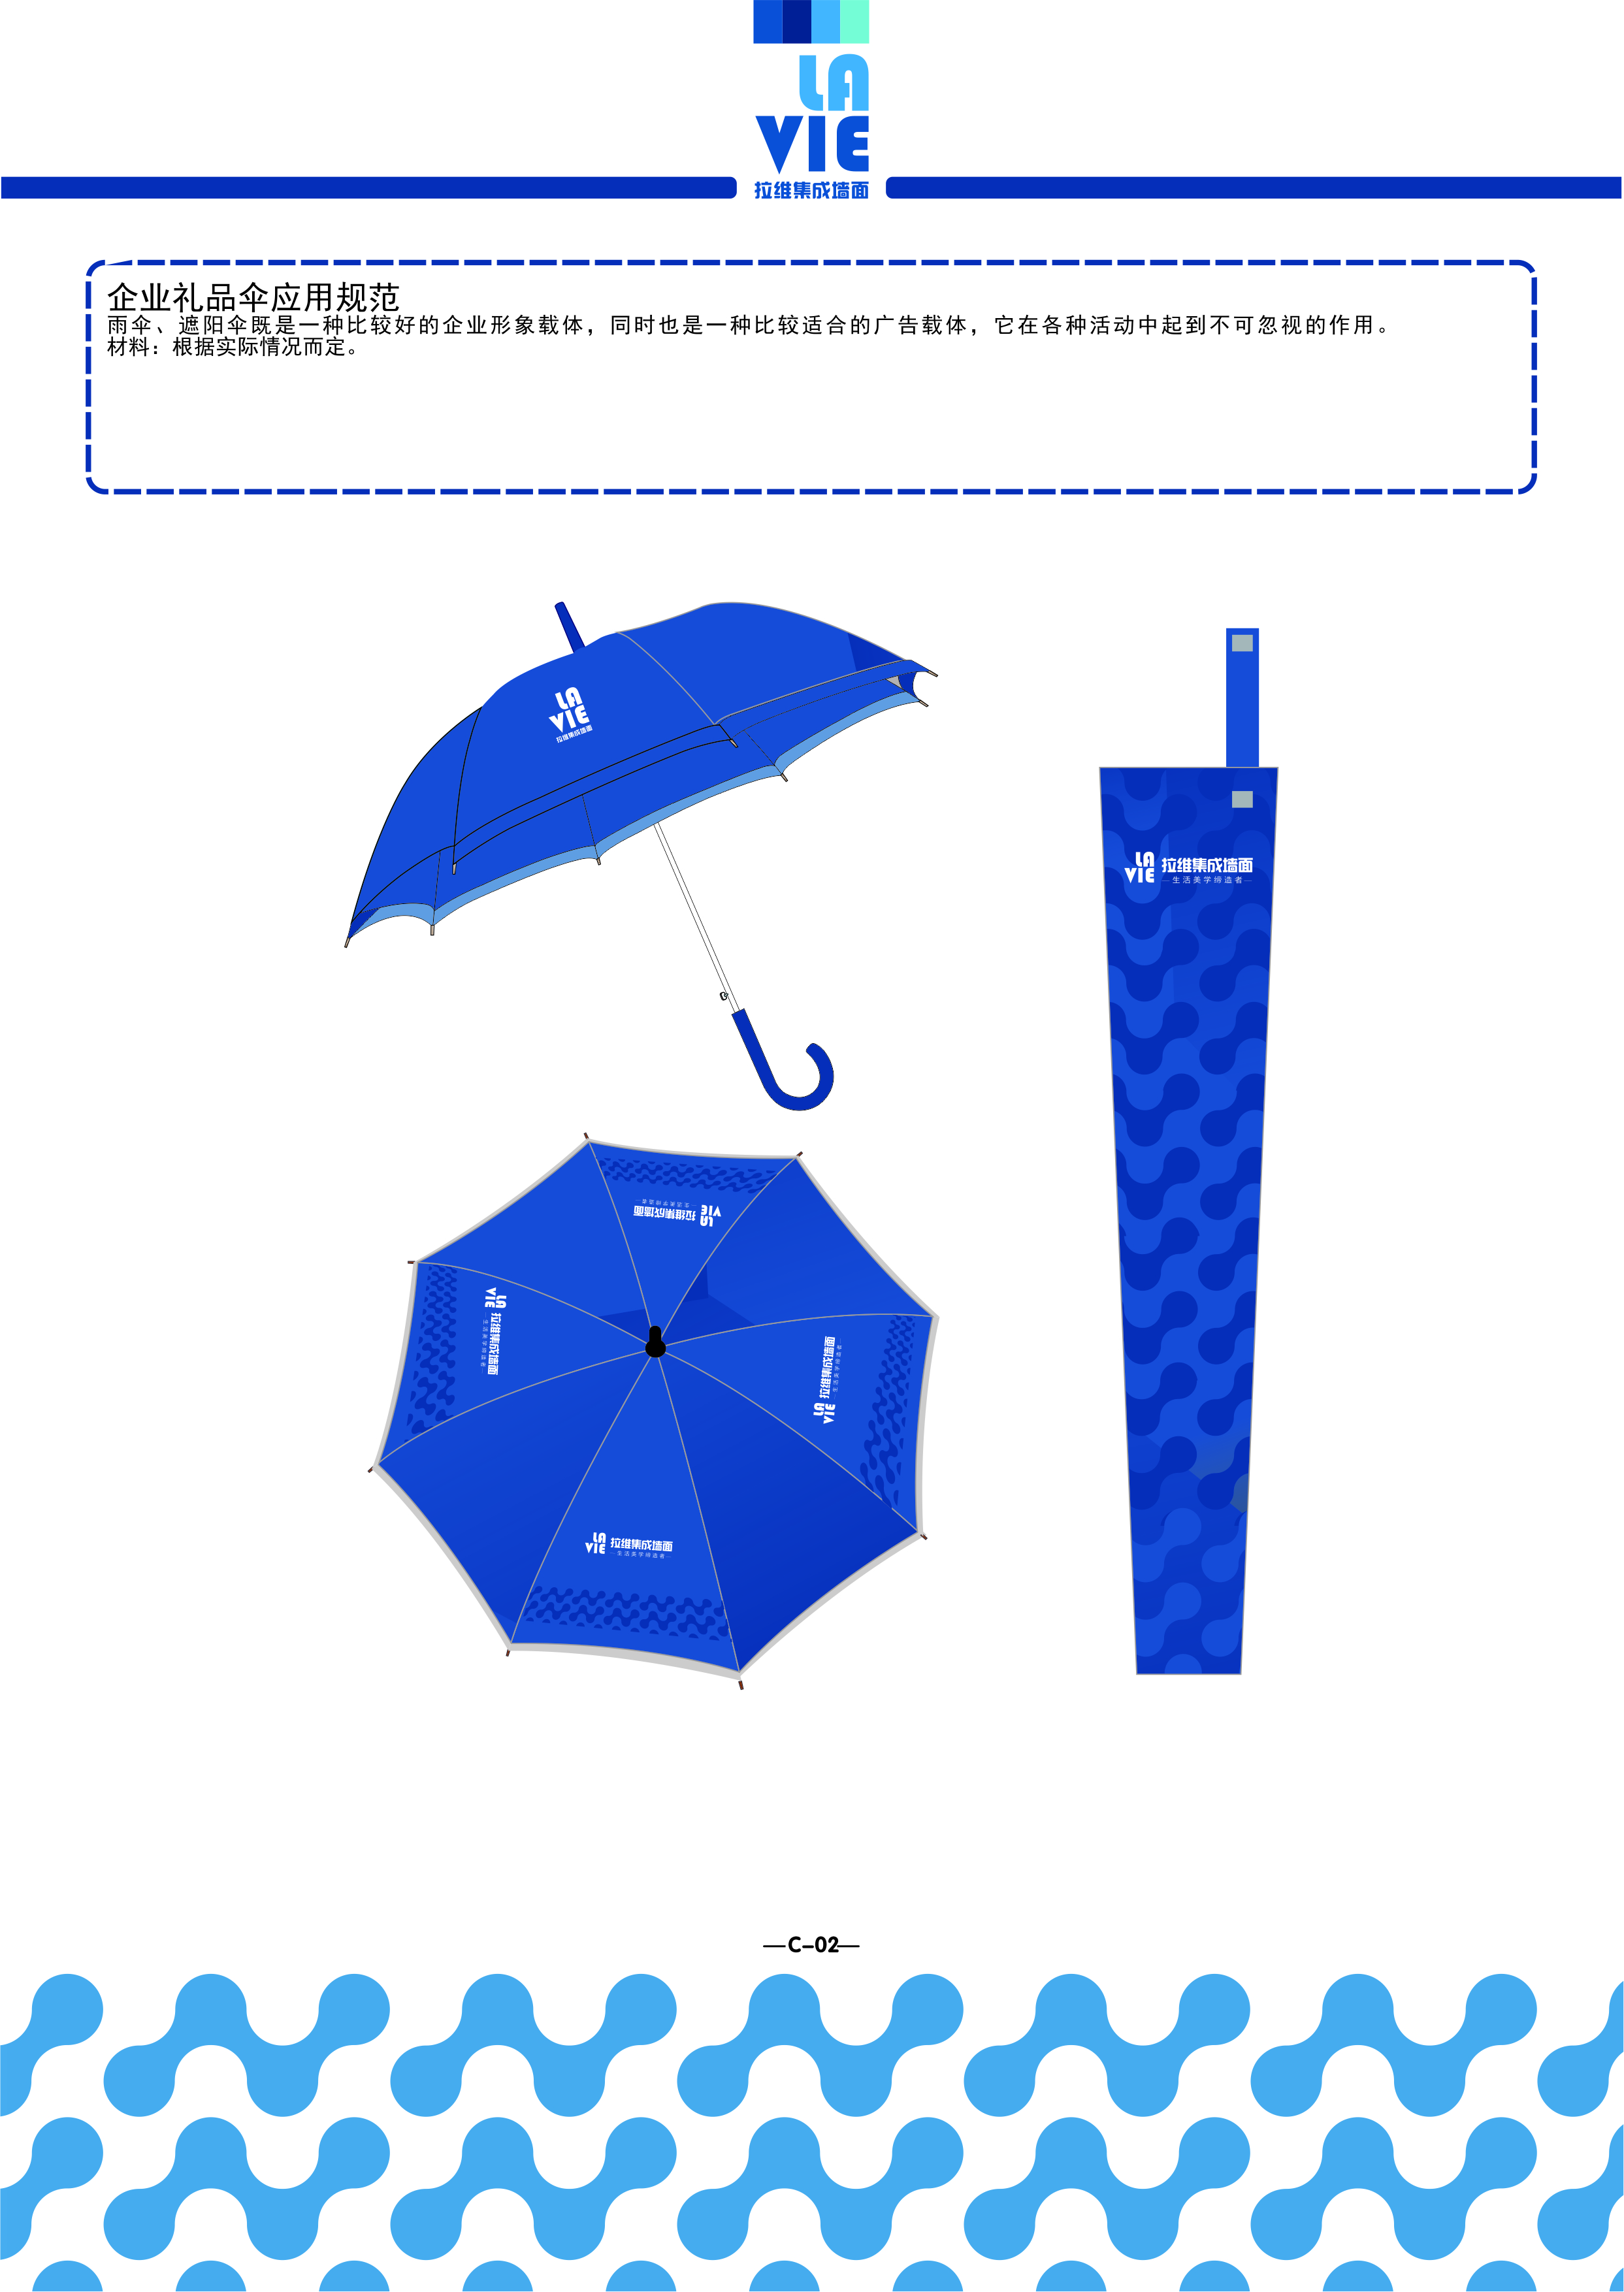 LA
VIE
拉维集成墙面
企业礼品伞应用规范
雨伞、遮阳伞既是一种比较好的企业形象载体，同时也是一种比较适合的广告载体，它在各种活动中起到不可忽视的作用。
材料：根据实际情况而定。
LA
VIE
拉维集成墙面
LA
VIE
拉维集成墙面
—生活美学缔造者—
LA
VIE
拉维集成墙面
—生活美学缔造者—
LA
VIE
拉维集成墙面
—生活美学缔造者—
LA
VIE
拉维集成墙面
—生活美学缔造者—
LA
VIE
拉维集成墙面
—生活美学缔造者—
—C-02—